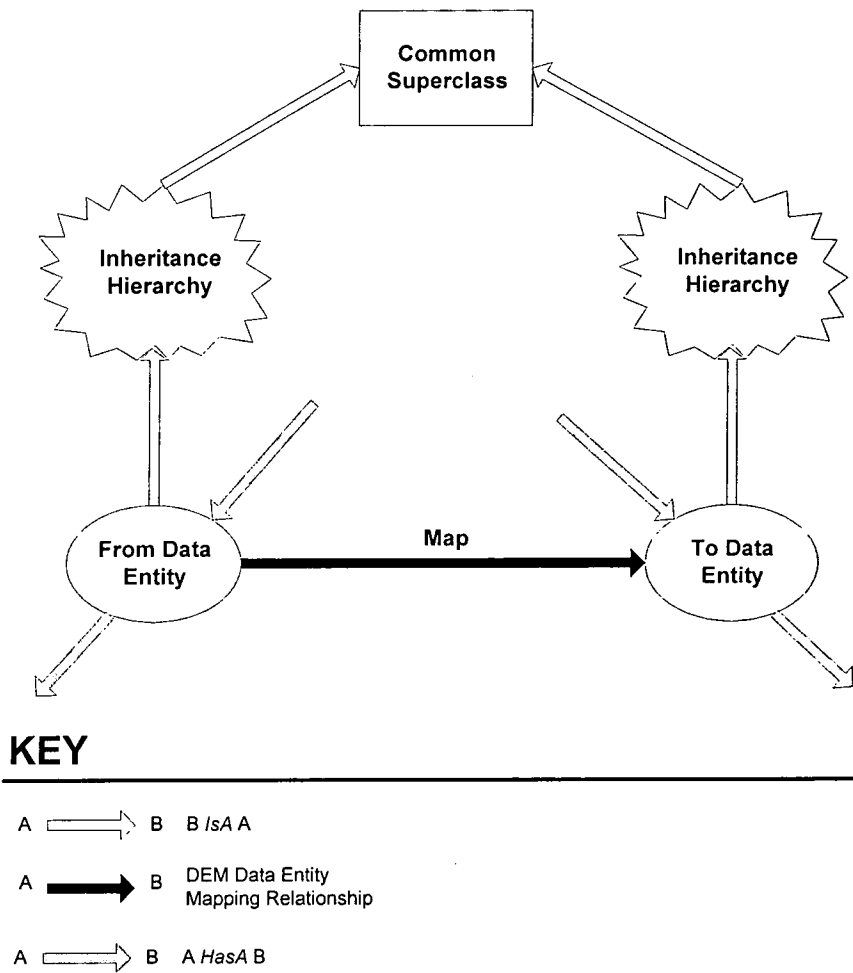 Common
Superclass
Inheritance
Hierarchy
Inheritance
Hierarchy
From Data
Entity
Map
To Data
Entity
KEY
A B B IsA A
A B DEM Data Entity
Mapping Relationship
A B A HasA B